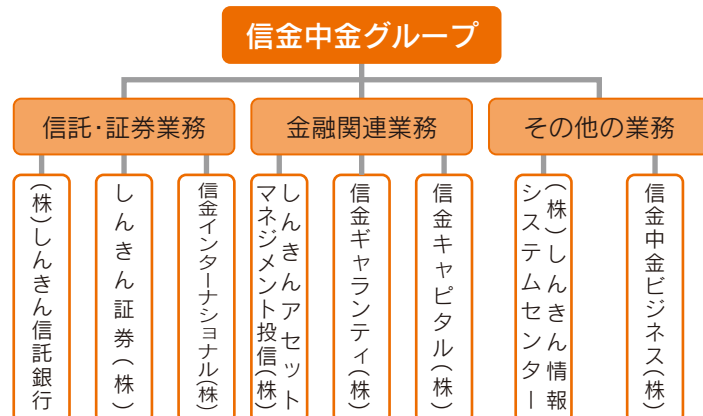 信金中金グループ
信託・証券業務
金融関連業務
その他の業務
(株)しんきん信託銀行
しんきん証券(株)
信金インターナショナル(株)
しんきんアセット
マネジメント投信(株)
信金ギャランティ(株)
信金キャピタル(株)
(株)しんきん情報
システムセンター
信金中金ビジネス(株)